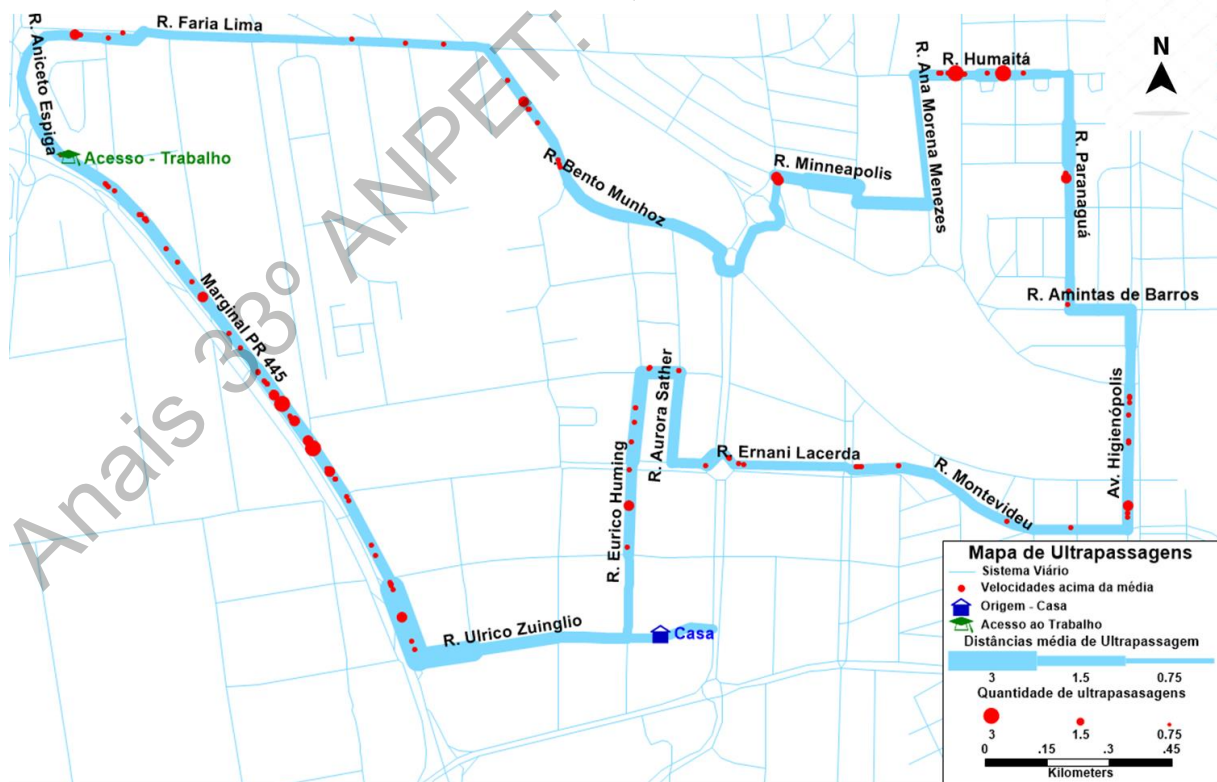 R. Aniceto Espiga
R. Faria Lima
Acesso - Trabalho
R. Bento Munhoz
R. Minneapolis
R. Ana Morena Menezes
R. Humaitá
N
R. Paranaguá
R. Amintas de Barros
Marginal PR 445
R. Aurora Sather
R. Eurico Huming
R. Ernani Lacerda
R. Montevideu
Av. Higienópolis
R. Ulrico Zuinglio
Casa
Anais 33º ANPET:
Mapa de Ultrapassagens
Sistema Viário
Velocidades acima da média
Origem - Casa
Acesso ao Trabalho
Distâncias média de Ultrapassagem
3 1.5 0.75
Quantidade de ultrapasasagens
3 1.5 0.75
0 .15 .3 .45
Kilometers